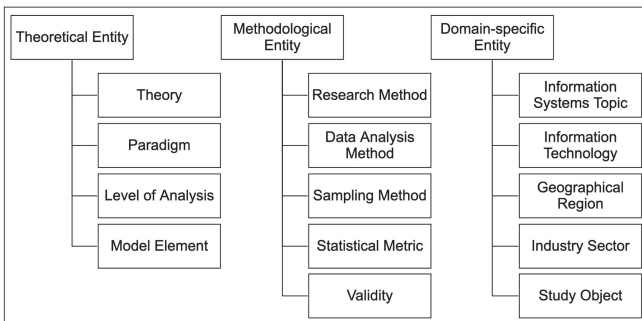 Theoretical Entity
Theory
Paradigm
Level of Analysis
Model Element
Methodological
Entity
Research Method
Data Analysis
Method
Sampling Method
Statistical Metric
Validity
Domain-specific
Entity
Information
Systems Topic
Information
Technology
Geographical
Region
Industry Sector
Study Object